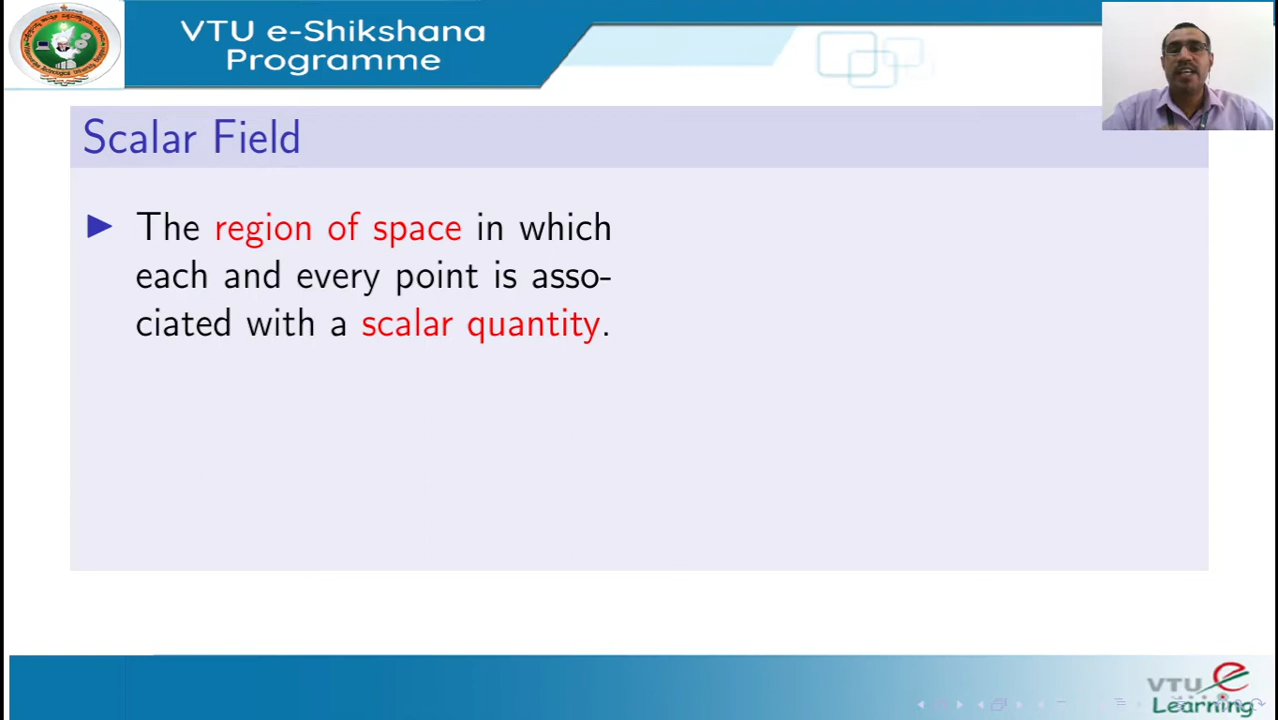 VTU e-Shikshana
Programme
Scalar Field
The region of space in which
each and every point is asso-
ciated with a scalar quantity.
VTU e
Learning